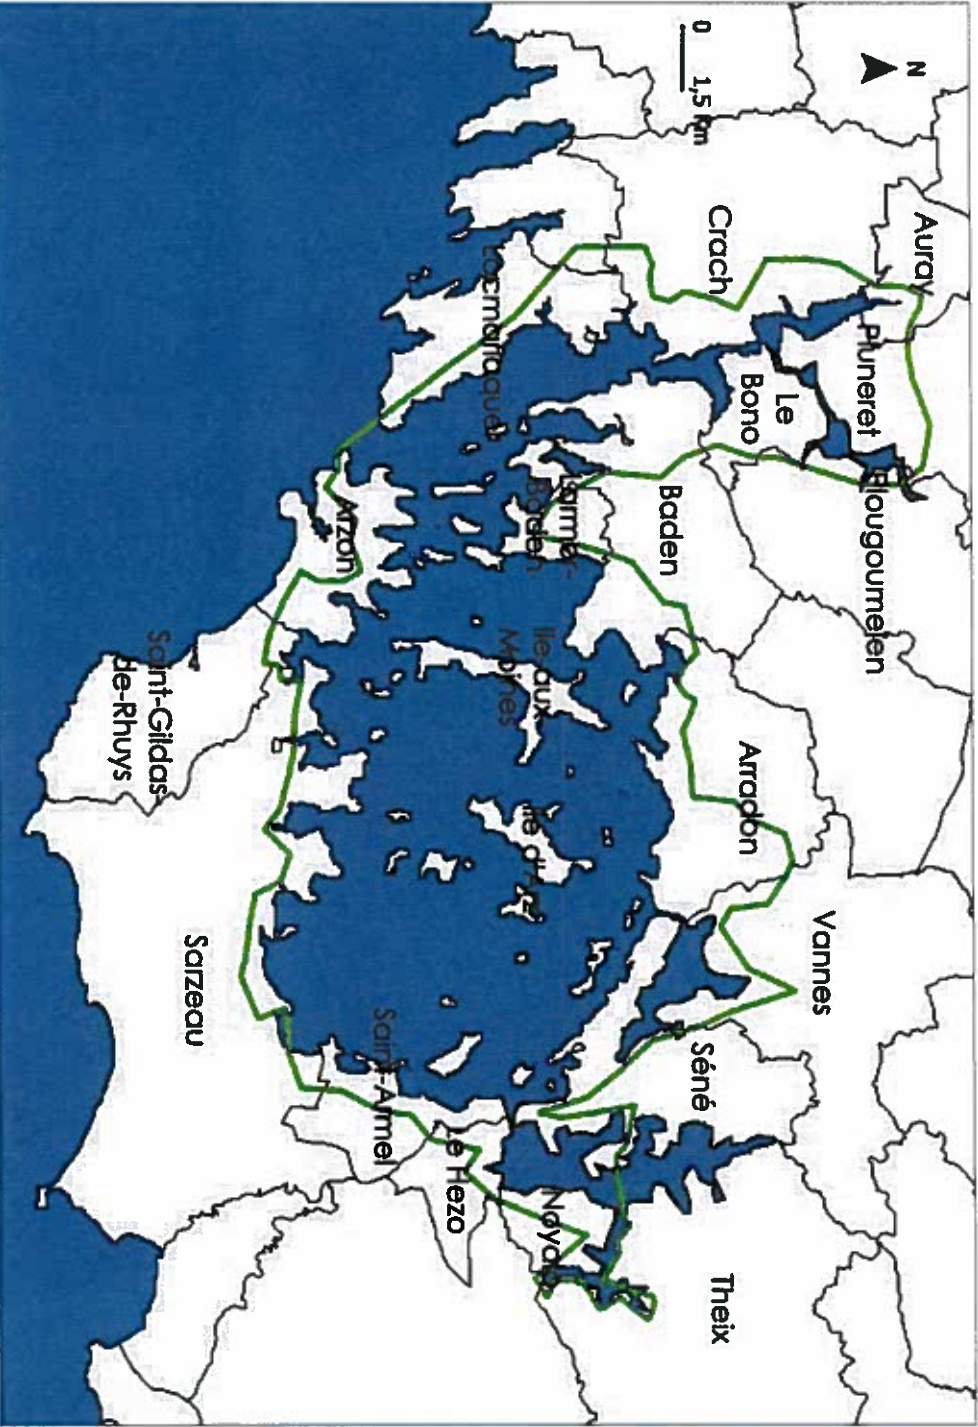 N
0 1,5 km
Auray
Pluneret
Plougoumelen
Crach
Le
Bono
Baden
Arradon
Vannes
Locmariaquer
Larmor-
Baden
Ile aux
Moines
Ile d'Arz
Séné
Theix
Noyalo
Arzon
Saint-Armel
Le Hezo
Saint-Gildas-
de-Rhuys
Sarzeau